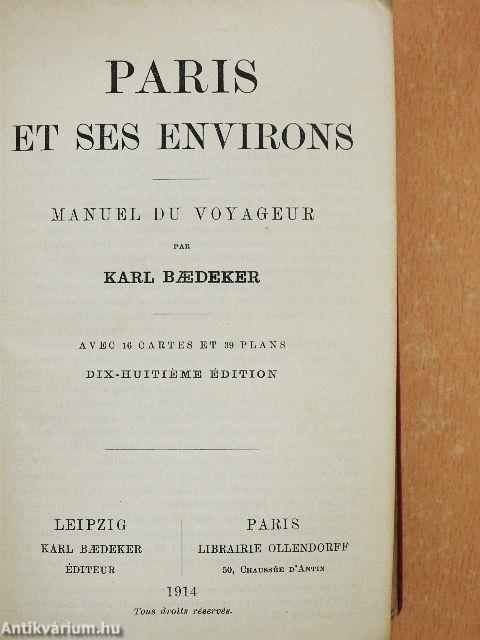 PARIS
ET SES ENVIRONS
MANUEL DU VOYAGEUR
PAR
KARL BÆDEKER
AVEC 16 CARTES ET 39 PLANS
DIX-HUITIÈME ÉDITION
LEIPZIG
KARL BÆDEKER
ÉDITEUR
PARIS
LIBRAIRIE OLLENDORFF
50, CHAUSSÉE D'ANTIN
1914
Tous droits réservés.
Antikvárium.hu